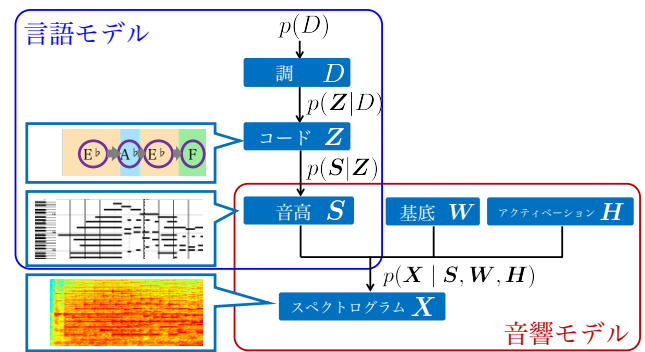 言語モデル
p(D)
調 D
p(Z|D)
コード Z
E♭ A♭ E♭ F
p(S|Z)
音高 S
基底 W
アクティベーション H
p(X | S, W, H)
スペクトログラム X
音響モデル